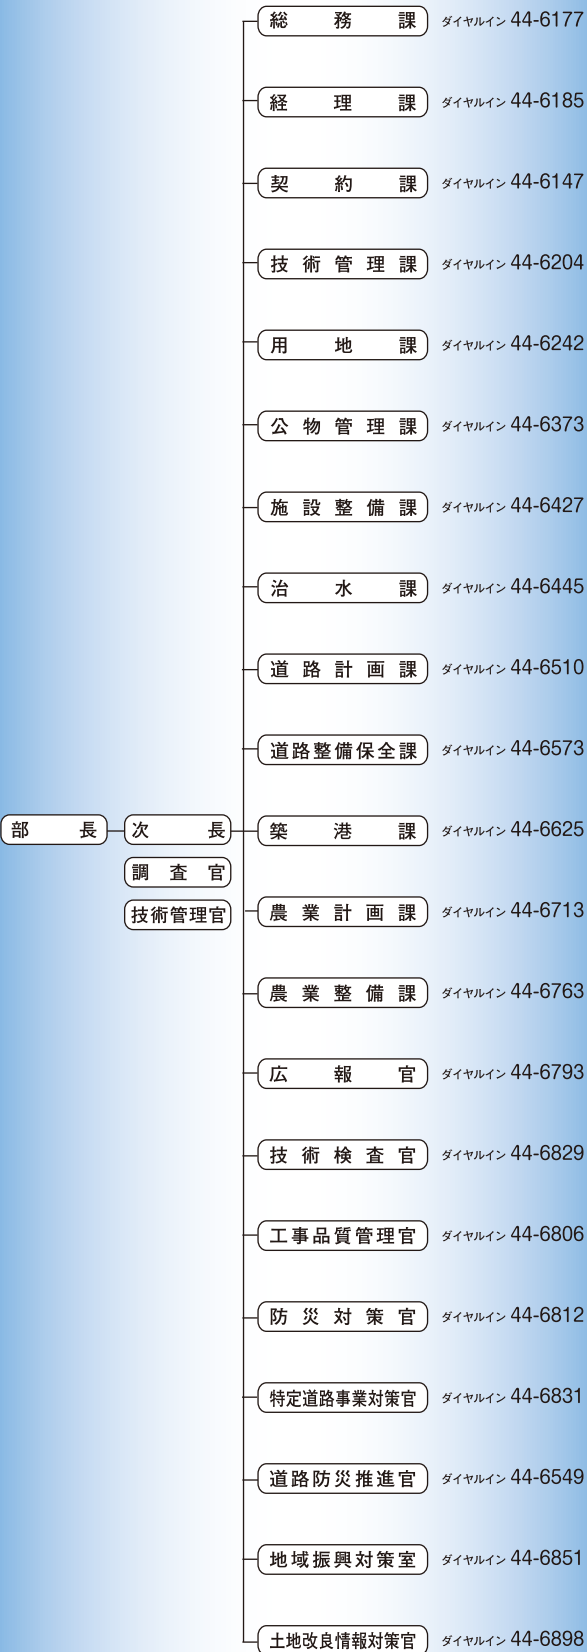 総務課 ダイヤルイン 44-6177
経理課 ダイヤルイン 44-6185
契約課 ダイヤルイン 44-6147
技術管理課 ダイヤルイン 44-6204
用地課 ダイヤルイン 44-6242
公物管理課 ダイヤルイン 44-6373
施設整備課 ダイヤルイン 44-6427
治水課 ダイヤルイン 44-6445
道路計画課 ダイヤルイン 44-6510
道路整備保全課 ダイヤルイン 44-6573
部長 次長 築港課 ダイヤルイン 44-6625
調査官
技術管理官
農業計画課 ダイヤルイン 44-6713
農業整備課 ダイヤルイン 44-6763
広報官 ダイヤルイン 44-6793
技術検査官 ダイヤルイン 44-6829
工事品質管理官 ダイヤルイン 44-6806
防災対策官 ダイヤルイン 44-6812
特定道路事業対策官 ダイヤルイン 44-6831
道路防災推進官 ダイヤルイン 44-6549
地域振興対策室 ダイヤルイン 44-6851
土地改良情報対策官 ダイヤルイン 44-6898